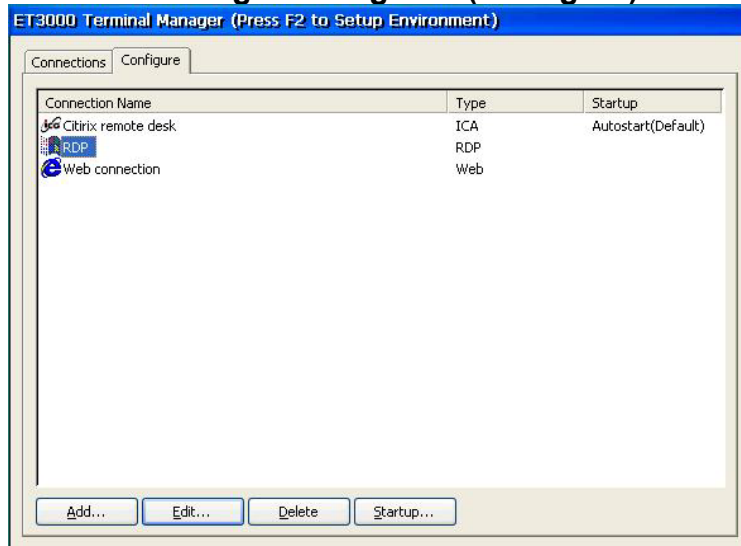 ET3000 Terminal Manager (Press F2 to Setup Environment)
Connections Configure
Connection Name Type Startup
Citirix remote desk ICA Autostart(Default)
RDP RDP
Web connection Web
Add... Edit... Delete Startup...